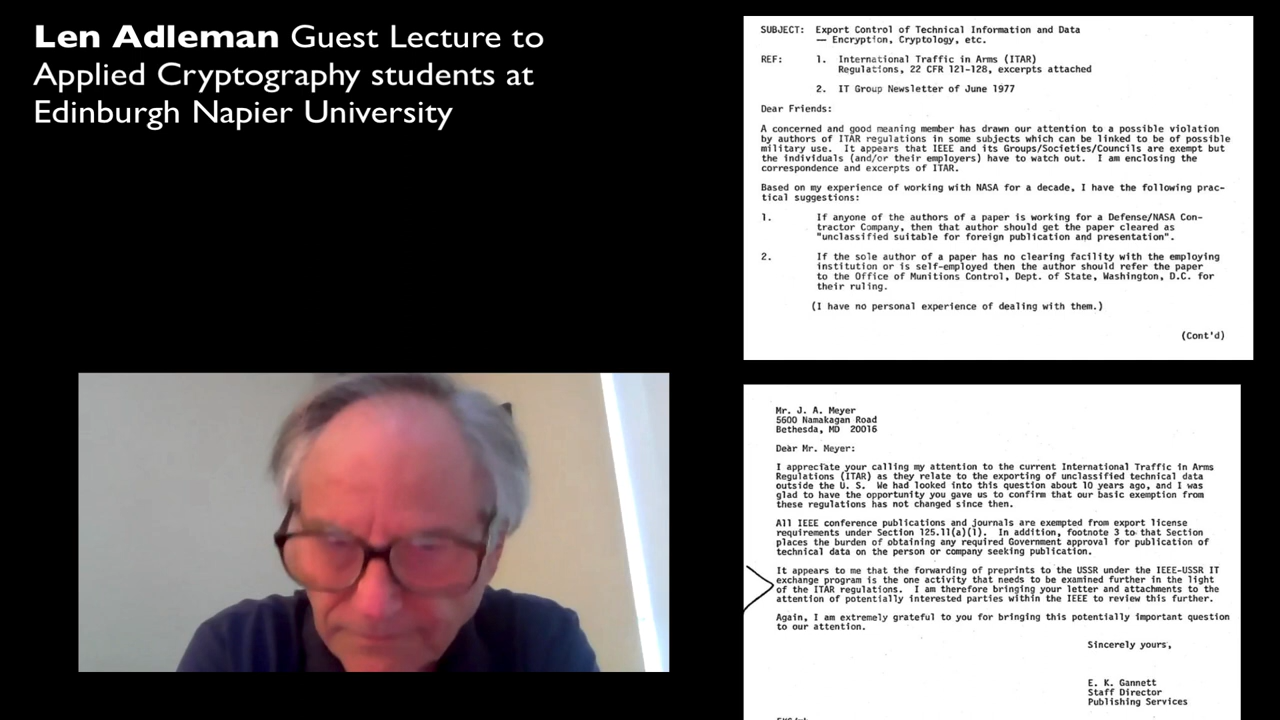 Len Adleman Guest Lecture to
Applied Cryptography students at
Edinburgh Napier University
SUBJECT: Export Control of Technical Information and Data
-- Encryption, Cryptology, etc.
REF: 1. International Traffic in Arms (ITAR)
Regulations, 22 CFR 121-128, excerpts attached
2. IT Group Newsletter of June 1977
Dear Friends:
A concerned and good meaning member has drawn our attention to a possible violation
by authors of ITAR regulations in some subjects which can be linked to be of possible
military use. It appears that IEEE and its Groups/Societies/Councils are exempt but
the individuals (and/or their employers) have to watch out. I am enclosing the
correspondence and excerpts of ITAR.
Based on my experience of working with NASA for a decade, I have the following prac-
tical suggestions:
1. If anyone of the authors of a paper is working for a Defense/NASA Con-
tractor Company, then that author should get the paper cleared as
"unclassified suitable for foreign publication and presentation".
2. If the sole author of a paper has no clearing facility with the employing
institution or is self-employed then the author should refer the paper
to the Office of Munitions Control, Dept. of State, Washington, D.C. for
their ruling.
(I have no personal experience of dealing with them.)
(Cont'd)
Mr. J. A. Meyer
5600 Namakagan Road
Bethesda, MD 20016
Dear Mr. Meyer:
I appreciate your calling my attention to the current International Traffic in Arms
Regulations (ITAR) as they relate to the exporting of unclassified technical data
outside the U. S. We had looked into this question about 10 years ago, and I was
glad to have the opportunity you gave us to confirm that our basic exemption from
these regulations has not changed since then.
All IEEE conference publications and journals are exempted from export license
requirements under Section 125.11(a)(1). In addition, footnote 3 to that Section
places the burden of obtaining any required Government approval for publication of
technical data on the person or company seeking publication.
It appears to me that the forwarding of preprints to the USSR under the IEEE-USSR IT
exchange program is the one activity that needs to be examined further in the light
of the ITAR regulations. I am therefore bringing your letter and attachments to the
attention of potentially interested parties within the IEEE to review this further.
Again, I am extremely grateful to you for bringing this potentially important question
to our attention.
Sincerely yours,
E. K. Gannett
Staff Director
Publishing Services